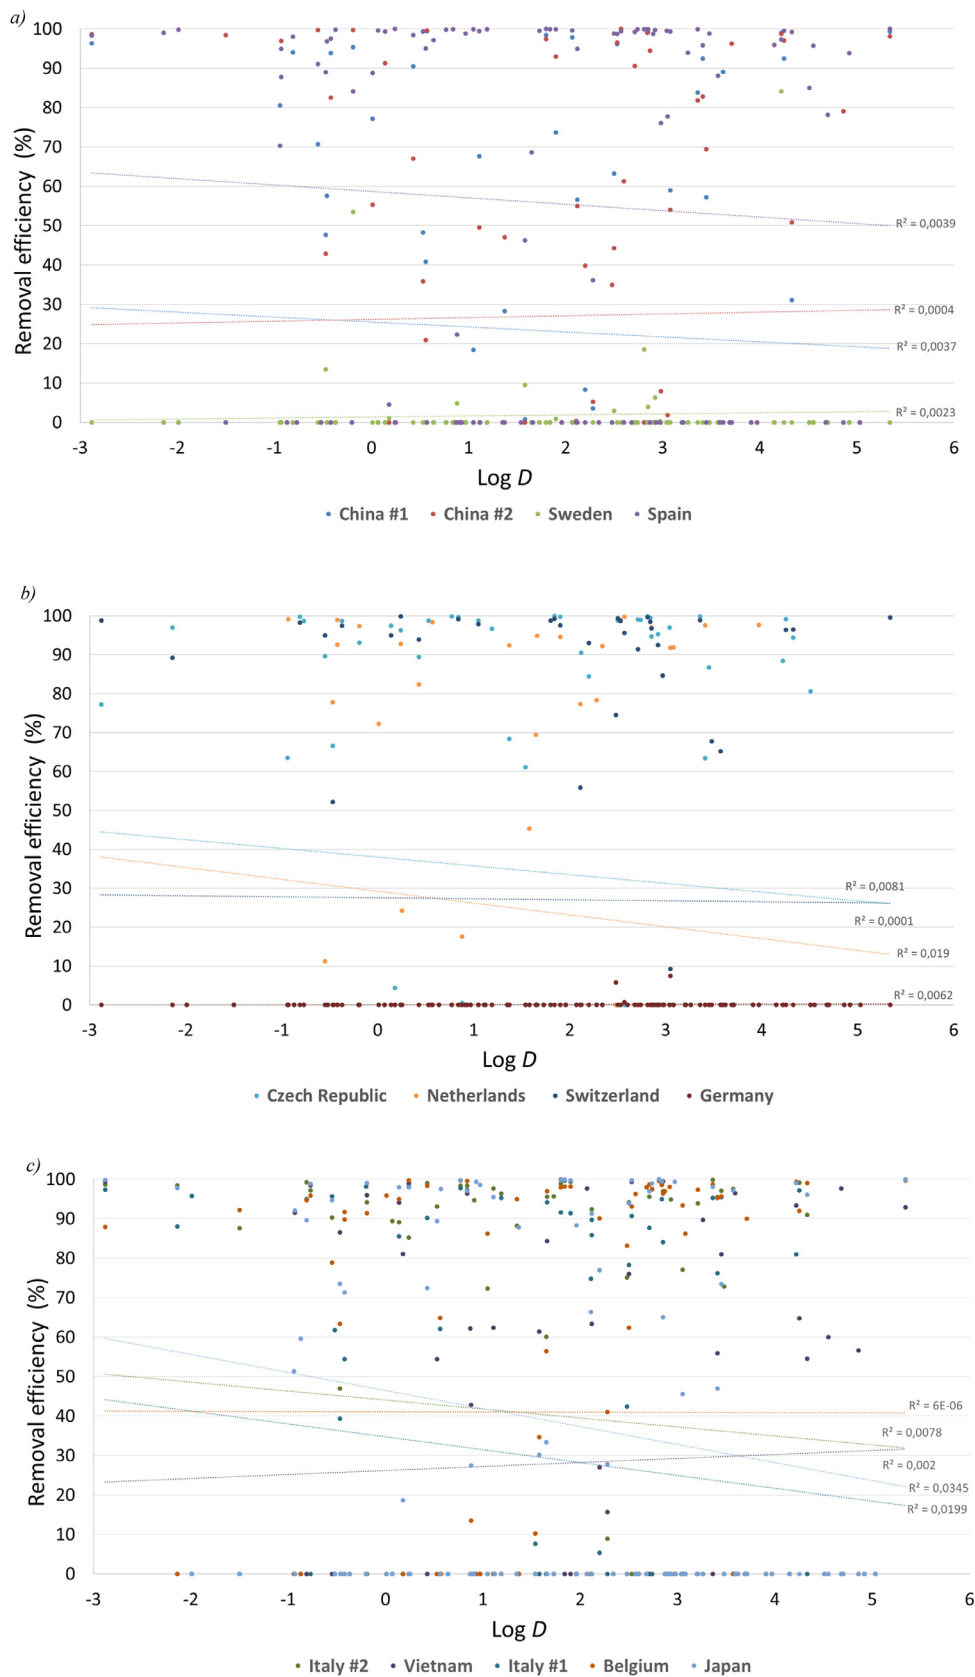 a)
Removal efficiency (%)
100
90
80
70
60
50
40
30
20
10
0
R² = 0,0039
R² = 0,0004
R² = 0,0037
R² = 0,0023
-3 -2 -1 0 1 2 3 4 5 6
Log D
China #1 China #2 Sweden Spain
b)
Removal efficiency (%)
100
90
80
70
60
50
40
30
20
10
0
R² = 0,0081
R² = 0,0001
R² = 0,019
R² = 0,0062
-3 -2 -1 0 1 2 3 4 5 6
Log D
Czech Republic Netherlands Switzerland Germany
c)
Removal efficiency (%)
100
90
80
70
60
50
40
30
20
10
0
R² = 6E-06
R² = 0,0078
R² = 0,002
R² = 0,0345
R² = 0,0199
-3 -2 -1 0 1 2 3 4 5 6
Log D
Italy #2 Vietnam Italy #1 Belgium Japan